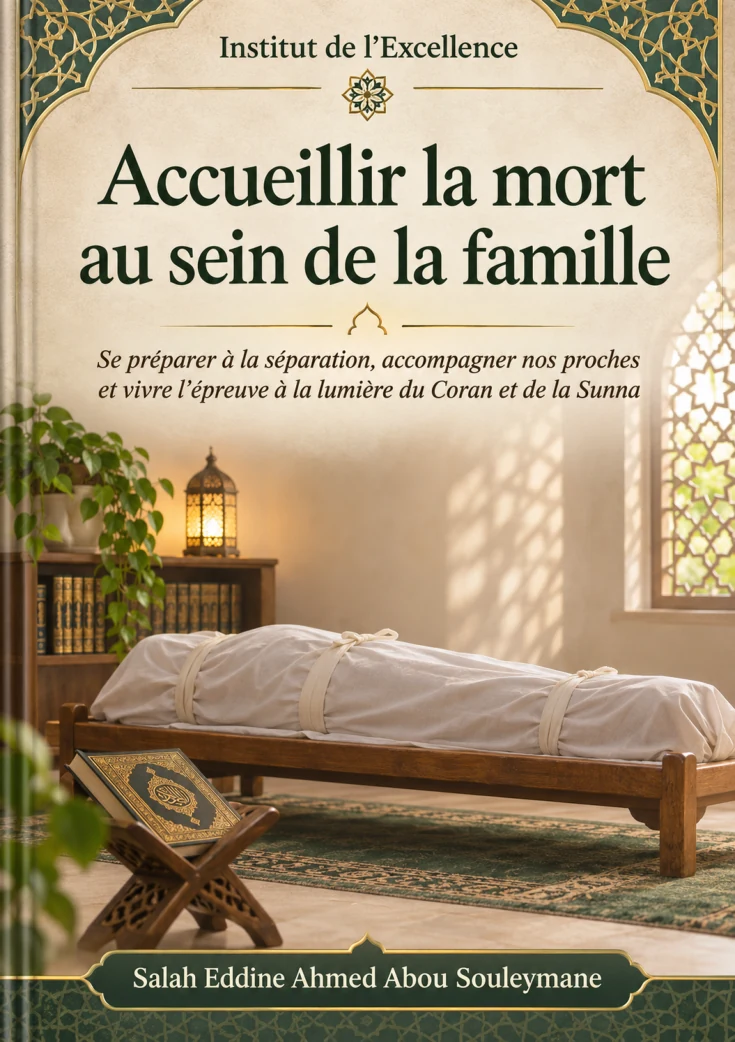 Institut de l’Excellence
Accueillir la mort
au sein de la famille
Se préparer à la séparation, accompagner nos proches
et vivre l’épreuve à la lumière du Coran et de la Sunna
Salah Eddine Ahmed Abou Souleymane